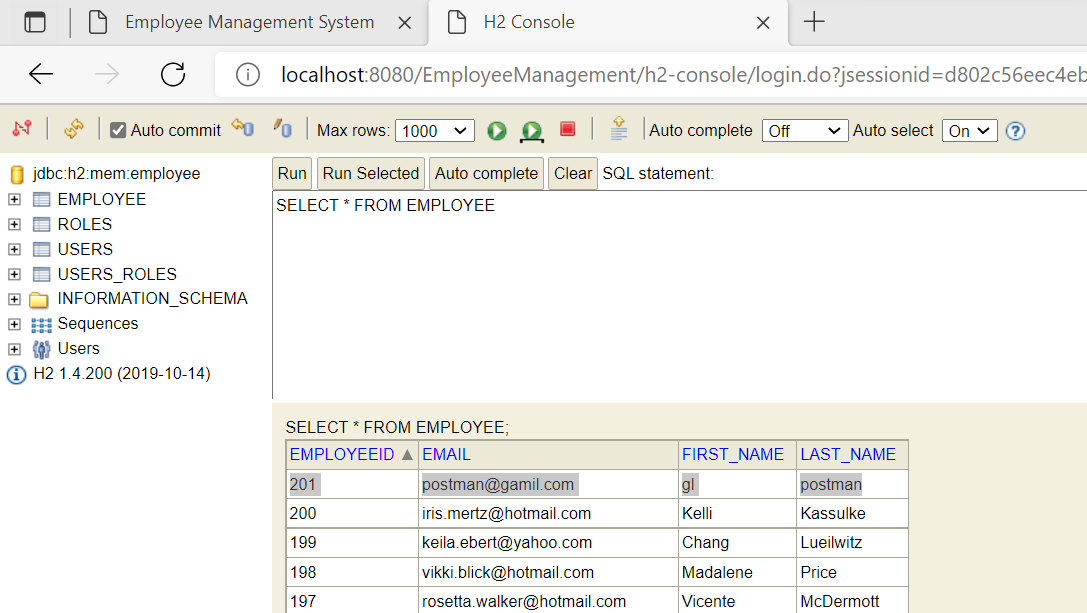 Employee Management System H2 Console
localhost:8080/EmployeeManagement/h2-console/login.do?jsessionid=d802c56eec4eb
Auto commit Max rows: 1000 Auto complete Off Auto select On ?
jdbc:h2:mem:employee
EMPLOYEE
ROLES
USERS
USERS_ROLES
INFORMATION_SCHEMA
Sequences
Users
H2 1.4.200 (2019-10-14)
Run Run Selected Auto complete Clear SQL statement:
SELECT * FROM EMPLOYEE
SELECT * FROM EMPLOYEE;
EMPLOYEEID EMAIL FIRST_NAME LAST_NAME
201 postman@gamil.com gl postman
200 iris.mertz@hotmail.com Kelli Kassulke
199 keila.ebert@yahoo.com Chang Lueilwitz
198 vikki.blick@hotmail.com Madalene Price
197 rosetta.walker@hotmail.com Vicente McDermott